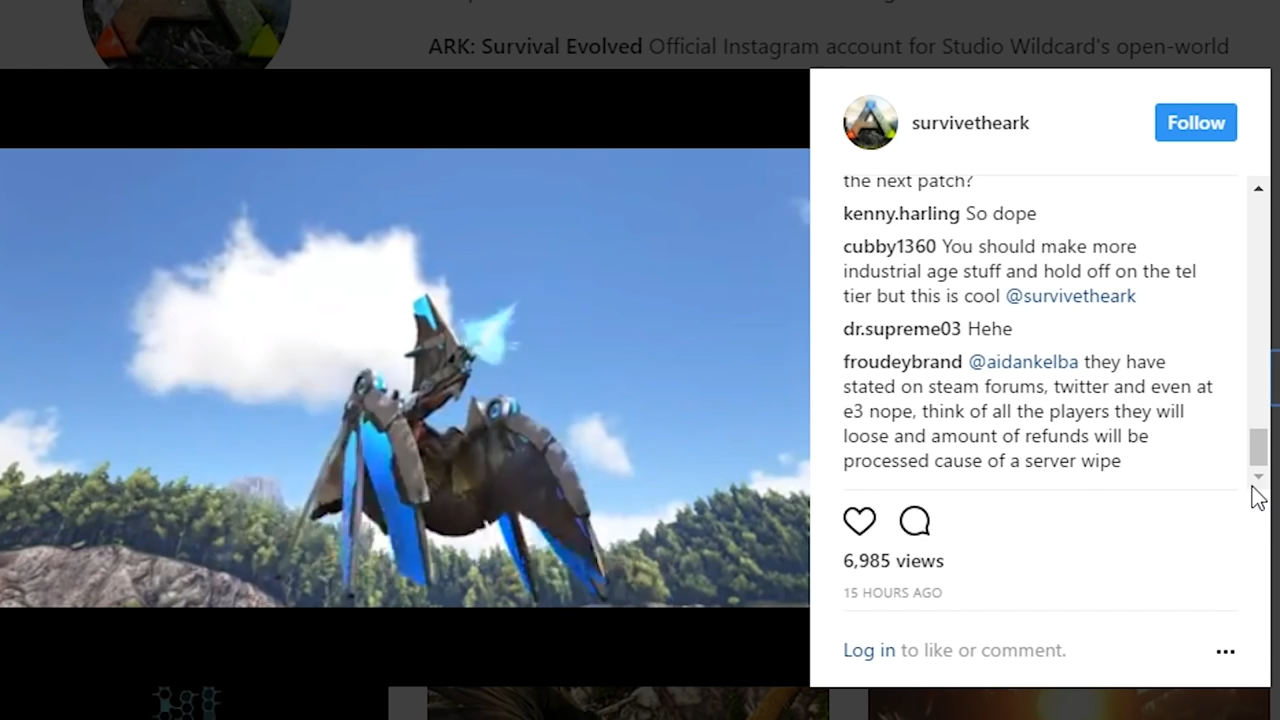 ARK: Survival Evolved Official Instagram account for Studio Wildcard's open-world
survivetheark
Follow
the next patch?
kenny.harling So dope
cubby1360 You should make more
industrial age stuff and hold off on the tel
tier but this is cool @survivetheark
dr.supreme03 Hehe
froudeybrand @aidankelba they have
stated on steam forums, twitter and even at
e3 nope, think of all the players they will
loose and amount of refunds will be
processed cause of a server wipe
6,985 views
15 HOURS AGO
Log in to like or comment.